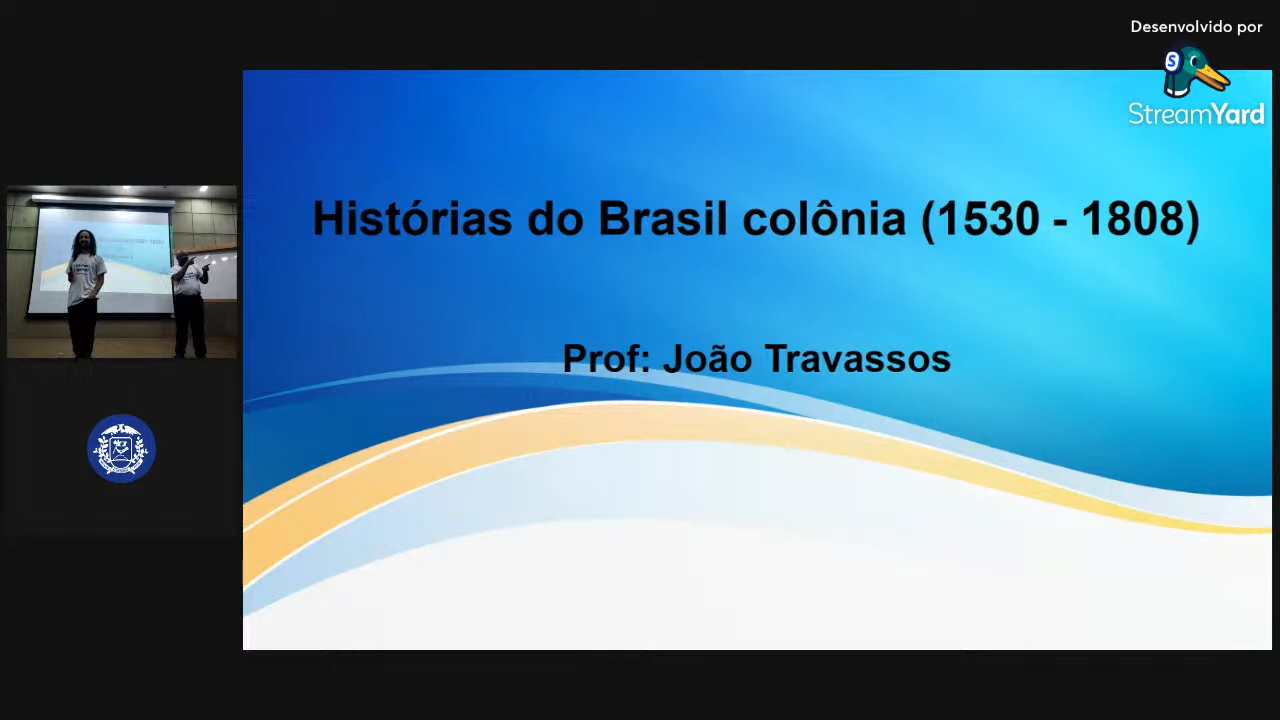 Desenvolvido por
StreamYard
Histórias do Brasil colônia (1530 - 1808)
Prof: João Travassos